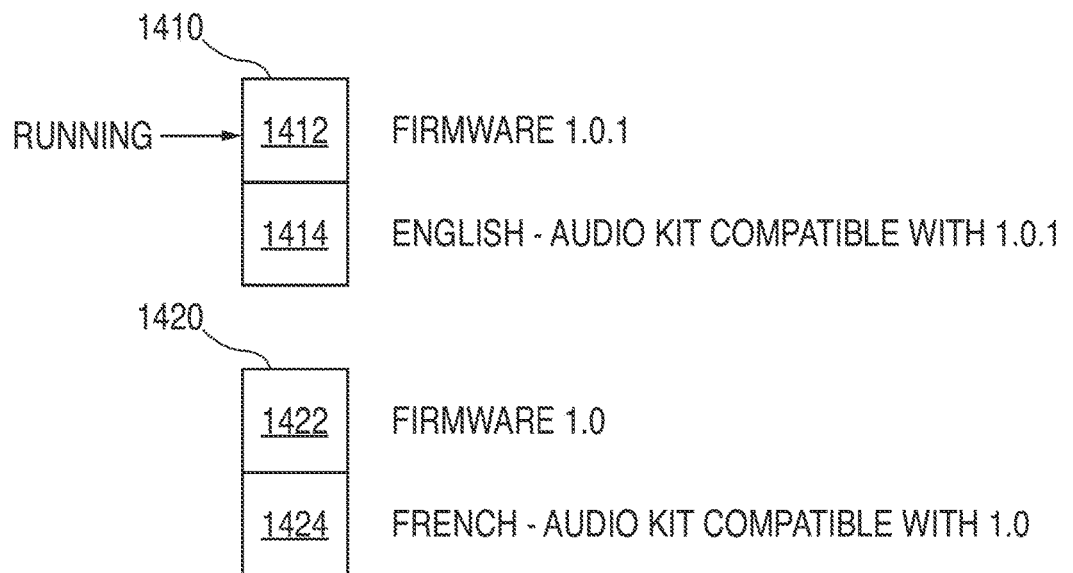 1410
RUNNING 1412 FIRMWARE 1.0.1
1414 ENGLISH - AUDIO KIT COMPATIBLE WITH 1.0.1
1420
1422 FIRMWARE 1.0
1424 FRENCH - AUDIO KIT COMPATIBLE WITH 1.0